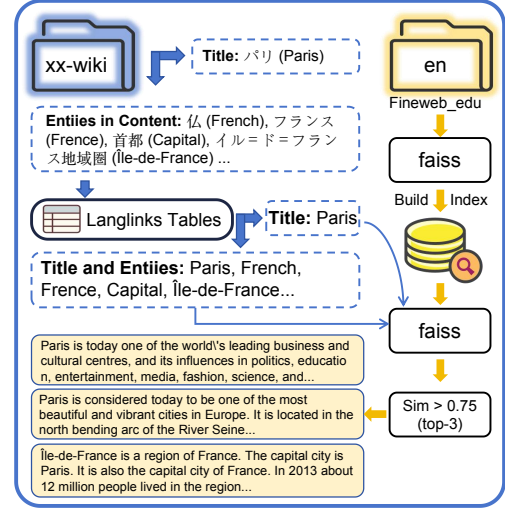 xx-wiki
Title: パリ (Paris)
Entiies in Content: 仏 (French), フランス
(Frence), 首都 (Capital), イル＝ド＝フラン
ス地域圏 (Île-de-France) ...
Langlinks Tables
Title: Paris
Title and Entiies: Paris, French,
Frence, Capital, Île-de-France...
en
Fineweb_edu
faiss
Build Index
faiss
Sim > 0.75
(top-3)
Paris is today one of the world\'s leading business and
cultural centres, and its influences in politics, educatio
n, entertainment, media, fashion, science, and...
Paris is considered today to be one of the most
beautiful and vibrant cities in Europe. It is located in the
north bending arc of the River Seine...
Île-de-France is a region of France. The capital city is
Paris. It is also the capital city of France. In 2013 about
12 million people lived in the region...